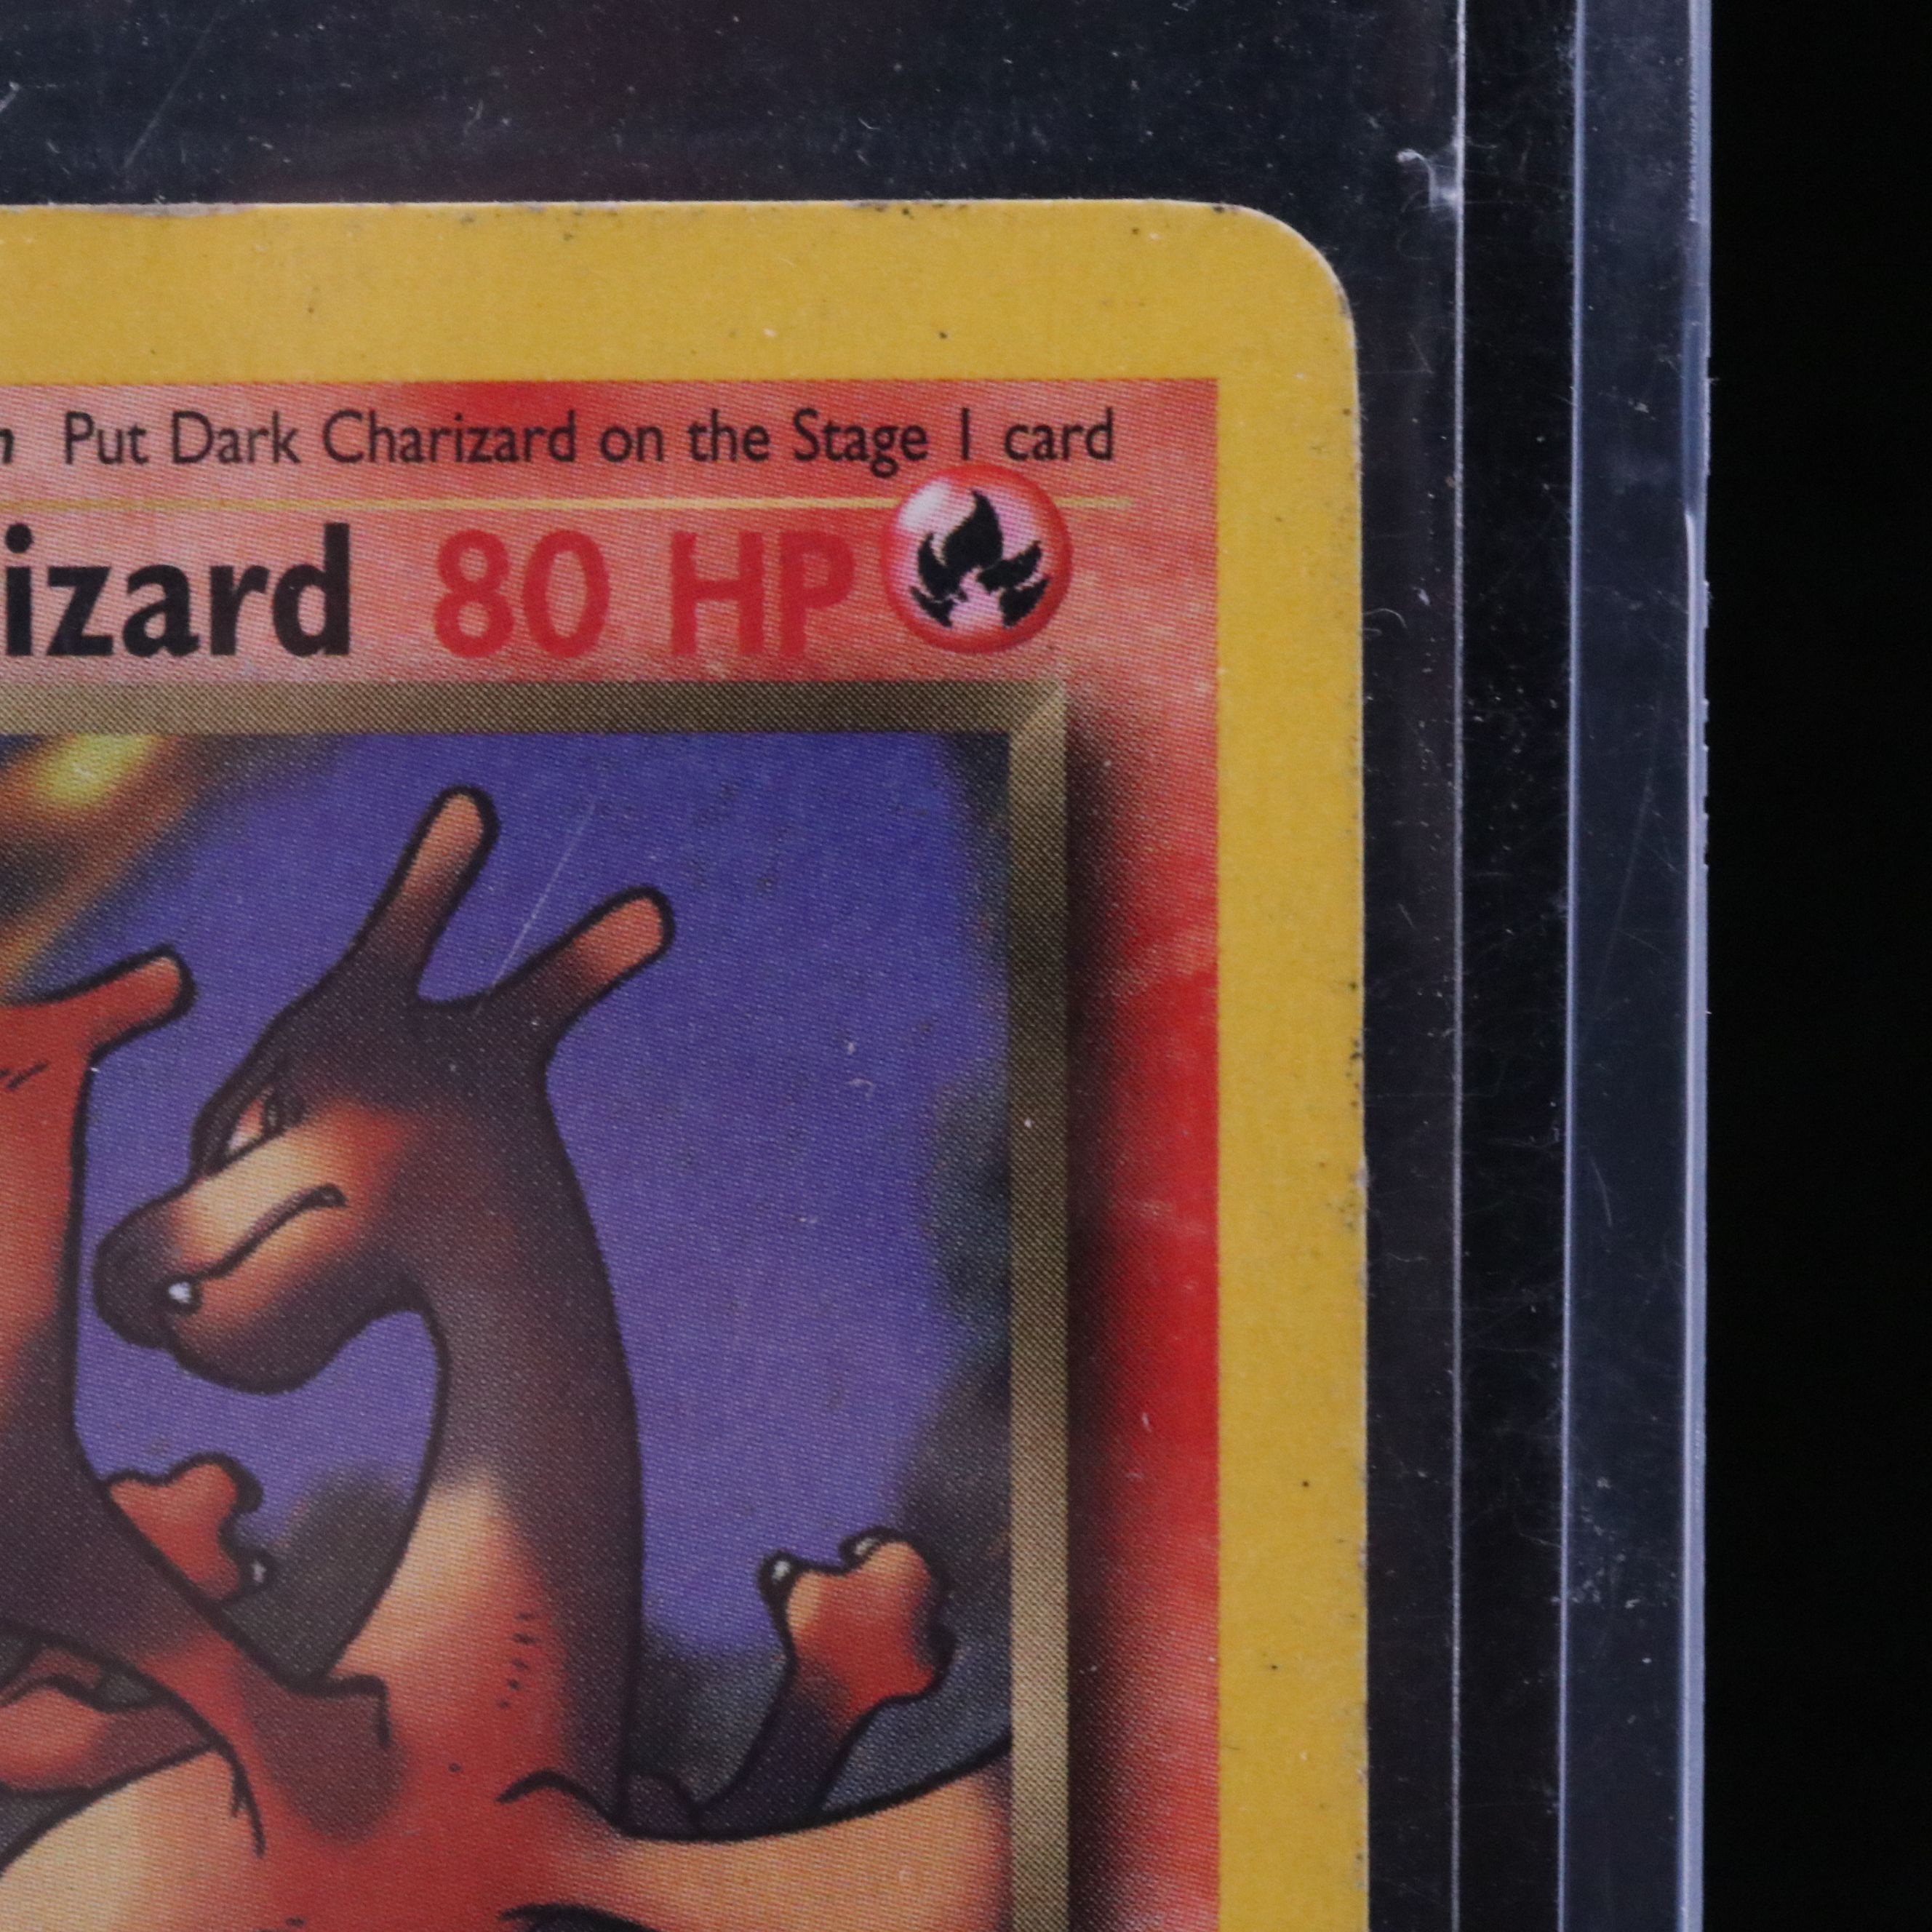 Put Dark Charizard on the Stage 1 card
izard 80 HP